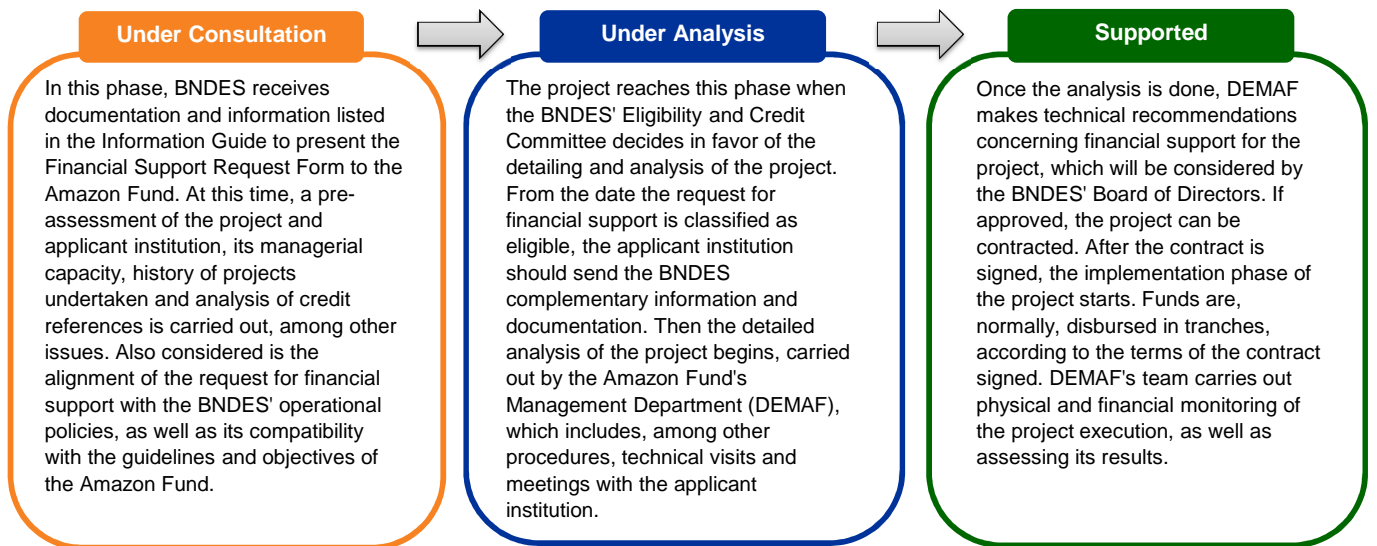 Under Consultation
In this phase, BNDES receives
documentation and information listed
in the Information Guide to present the
Financial Support Request Form to the
Amazon Fund. At this time, a pre-
assessment of the project and
applicant institution, its managerial
capacity, history of projects
undertaken and analysis of credit
references is carried out, among other
issues. Also considered is the
alignment of the request for financial
support with the BNDES' operational
policies, as well as its compatibility
with the guidelines and objectives of
the Amazon Fund.
Under Analysis
The project reaches this phase when
the BNDES' Eligibility and Credit
Committee decides in favor of the
detailing and analysis of the project.
From the date the request for
financial support is classified as
eligible, the applicant institution
should send the BNDES
complementary information and
documentation. Then the detailed
analysis of the project begins, carried
out by the Amazon Fund's
Management Department (DEMAF),
which includes, among other
procedures, technical visits and
meetings with the applicant
institution.
Supported
Once the analysis is done, DEMAF
makes technical recommendations
concerning financial support for the
project, which will be considered by
the BNDES' Board of Directors. If
approved, the project can be
contracted. After the contract is
signed, the implementation phase of
the project starts. Funds are,
normally, disbursed in tranches,
according to the terms of the contract
signed. DEMAF's team carries out
physical and financial monitoring of
the project execution, as well as
assessing its results.